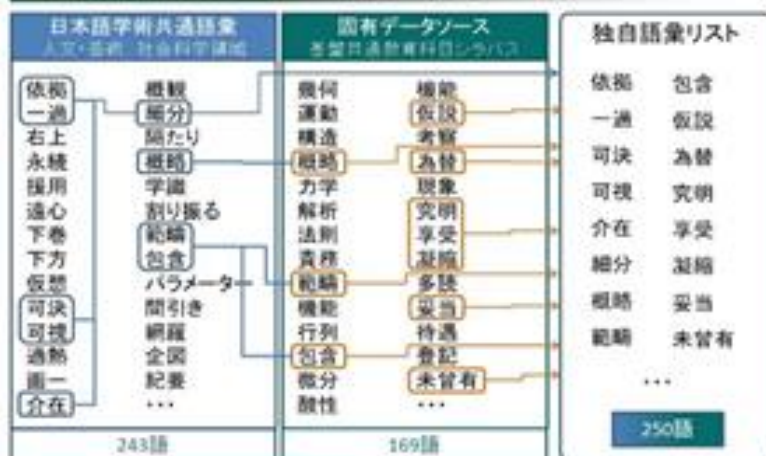 日本語学術共通語彙
人文・芸術・社会科学領域
依拠
一過
右上
永続
援用
遠心
下巻
下方
仮想
可決
可視
過熱
画一
介在
概観
細分
隔たり
概略
学識
割り振る
範疇
包含
パラメーター
間引き
網羅
企図
紀要
・・・
243語
固有データソース
基盤共通教育科目シラバス
幾何
運動
構造
概略
力学
解析
法則
責務
範疇
機能
行列
包含
微分
酸性
機能
仮説
考察
為替
現象
究明
享受
凝縮
多読
妥当
待遇
登記
未曾有
・・・
169語
独自語彙リスト
依拠 包含
一過 仮説
可決 為替
可視 究明
介在 享受
細分 凝縮
概略 妥当
範疇 未曾有
・・・
250語